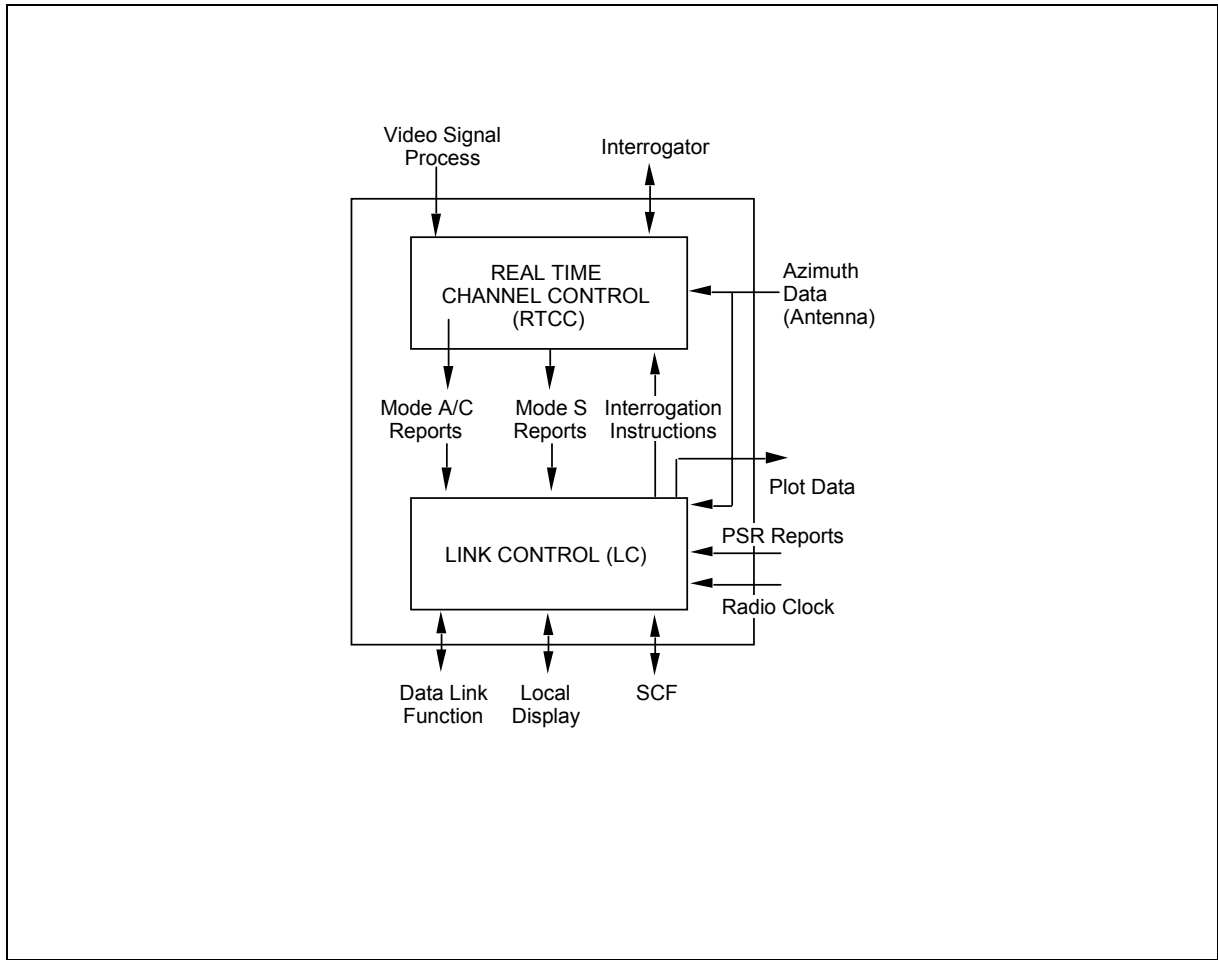 Video Signal
Process
Interrogator
REAL TIME
CHANNEL CONTROL
(RTCC)
Azimuth
Data
(Antenna)
Mode A/C
Reports
Mode S
Reports
Interrogation
Instructions
Plot Data
LINK CONTROL (LC)
PSR Reports
Radio Clock
Data Link
Function
Local
Display
SCF